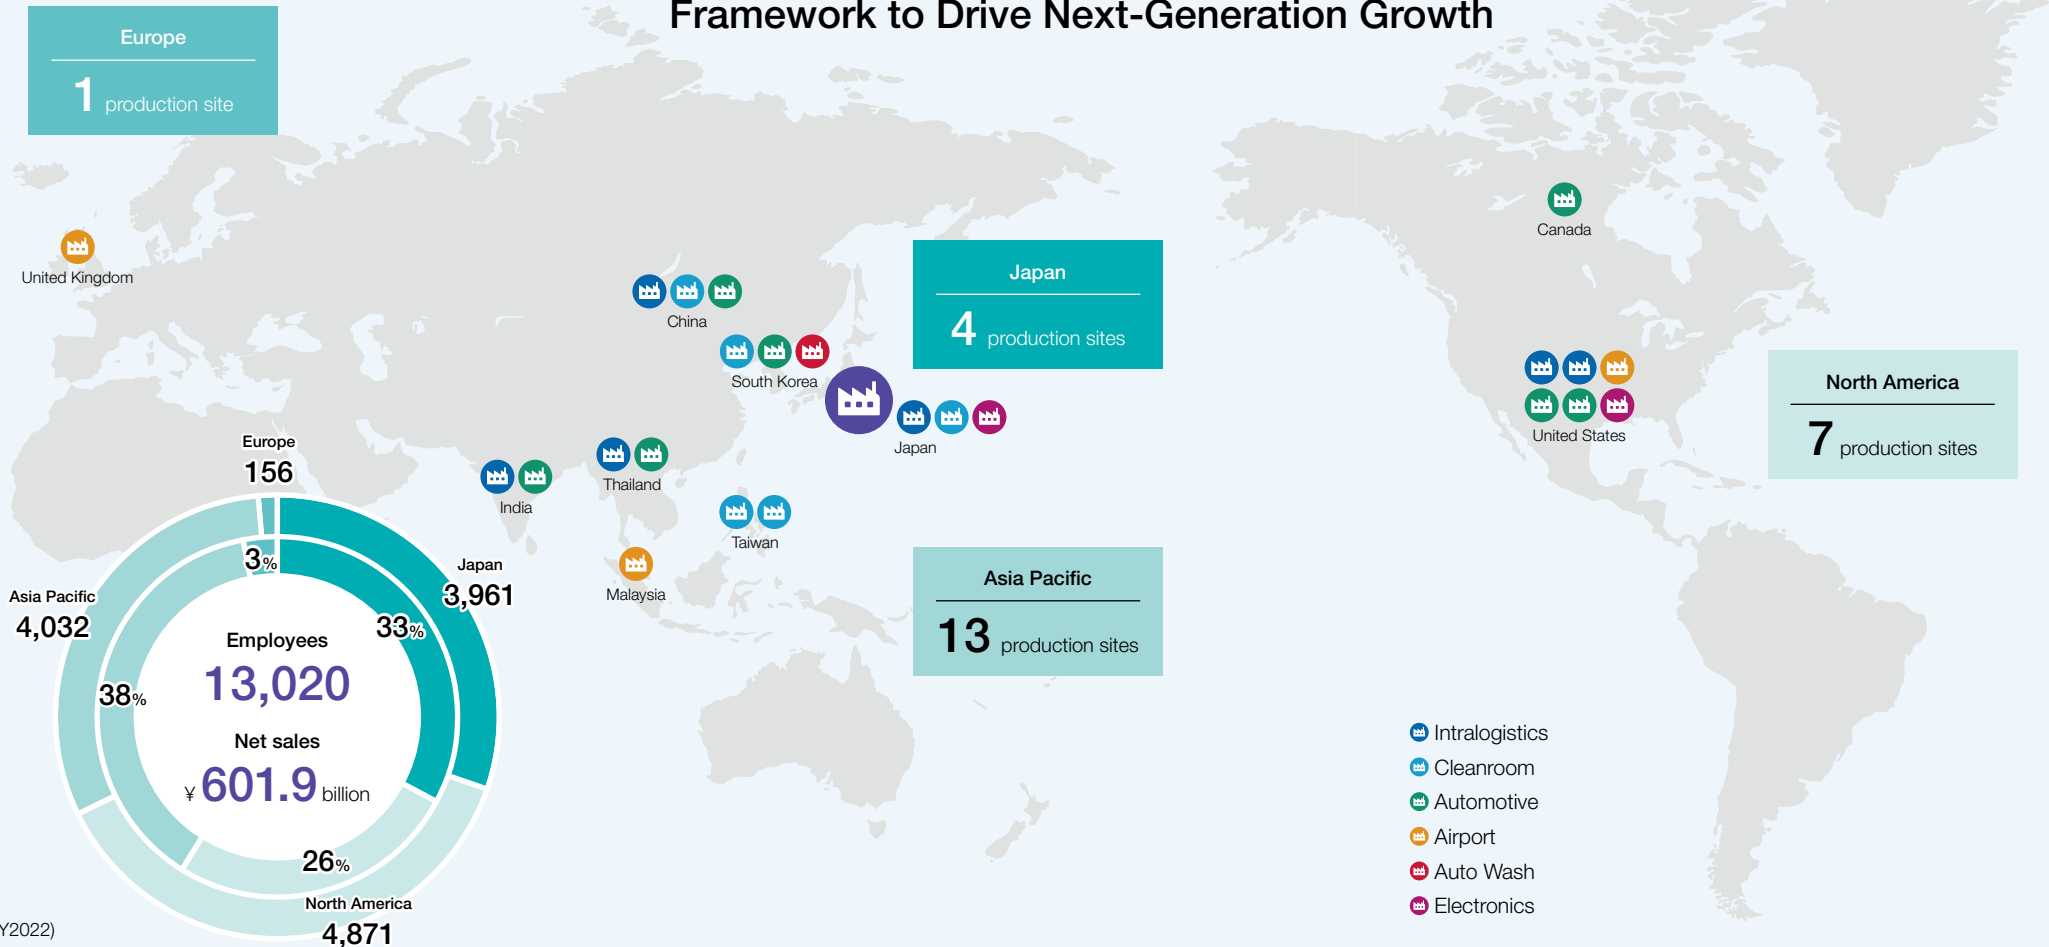 Framework to Drive Next-Generation Growth
Europe
1 production site
United Kingdom
China
South Korea
Japan
Japan
4 production sites
Canada
United States
North America
7 production sites
India
Thailand
Taiwan
Malaysia
Asia Pacific
13 production sites
Europe
156
3%
Japan
3,961
33%
Asia Pacific
4,032
38%
Employees
13,020
Net sales
¥ 601.9 billion
26%
North America
4,871
Y2022)
Intralogistics
Cleanroom
Automotive
Airport
Auto Wash
Electronics